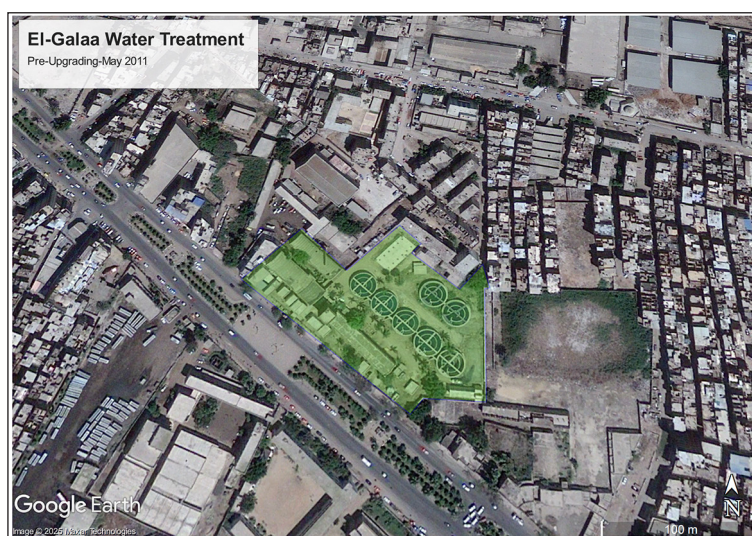 El-Galaa Water Treatment
Pre-Upgrading-May 2011
Google Earth
Image © 2025 Maxar Technologies
100 m
N